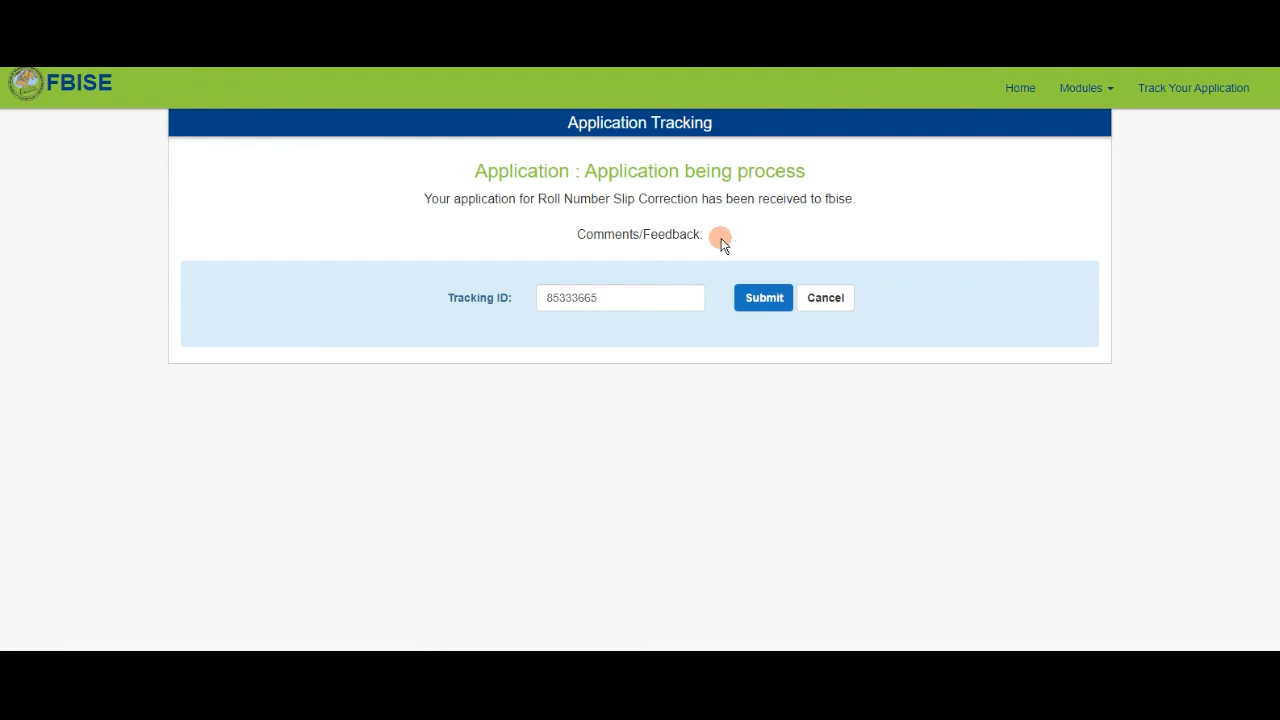 FBISE
Home Modules Track Your Application
Application Tracking
Application : Application being process
Your application for Roll Number Slip Correction has been received to fbise.
Comments/Feedback:
Tracking ID: 85333665 Submit Cancel